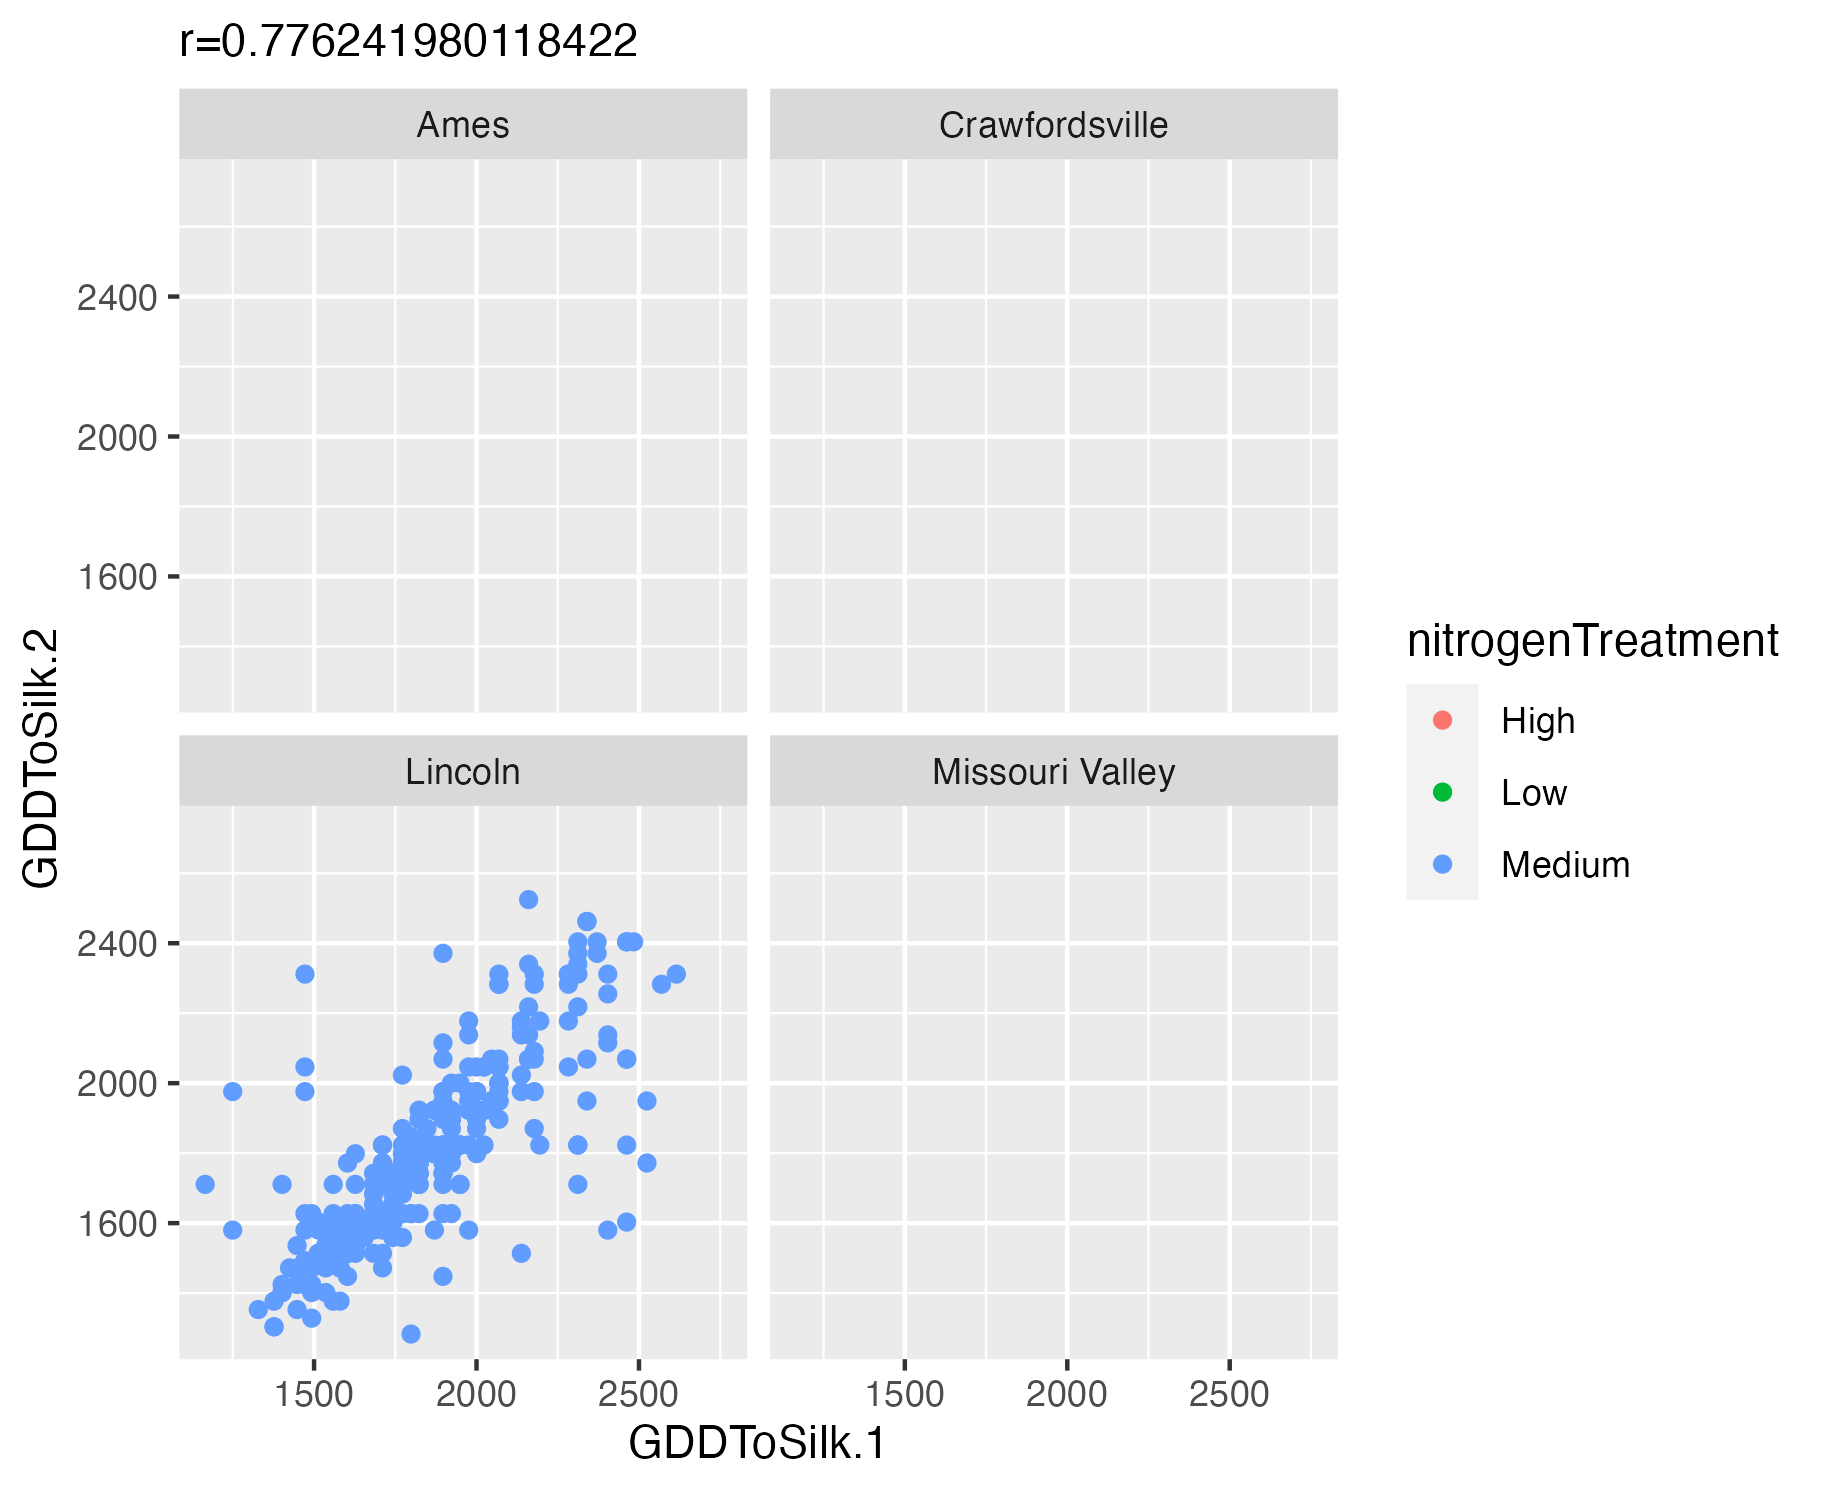 r=0.776241980118422
Ames
Crawfordsville
2400
2000
1600
Lincoln
Missouri Valley
2400
2000
1600
1500
2000
2500
1500
2000
2500
GDDToSilk.1
GDDToSilk.2
nitrogenTreatment
High
Low
Medium